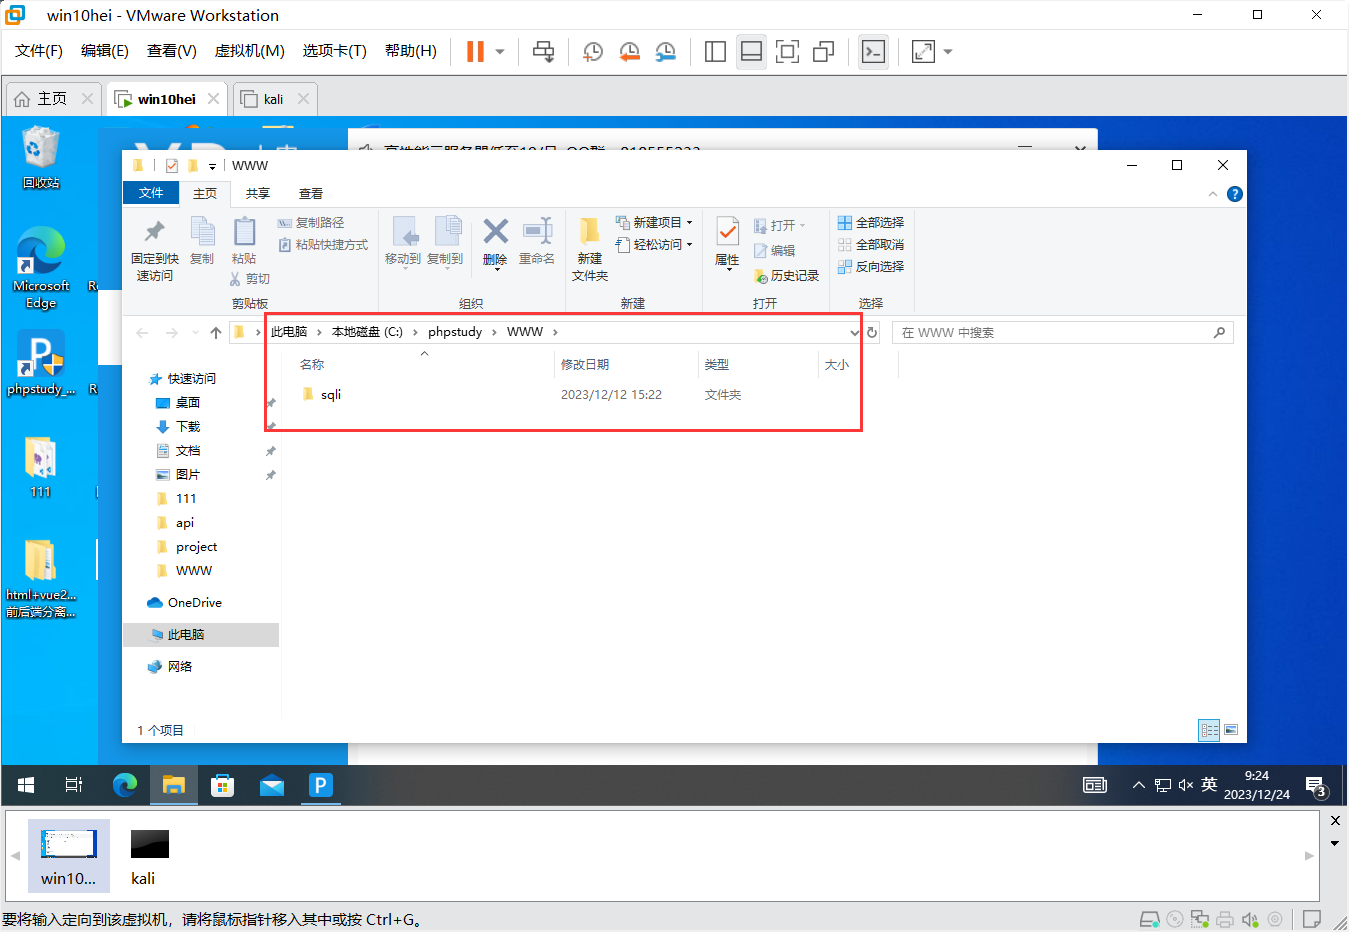 win10hei - VMware Workstation
文件(F) 编辑(E) 查看(V) 虚拟机(M) 选项卡(T) 帮助(H)
主页 win10hei kali
WWW
文件 主页 共享 查看
固定到快速访问
复制
粘贴
复制路径
粘贴快捷方式
剪切
剪贴板
移动到 复制到 删除 重命名
组织
新建文件夹
新建项目
轻松访问
新建
属性
打开
编辑
历史记录
打开
全部选择
全部取消
反向选择
选择
此电脑 本地磁盘 (C:) phpstudy WWW
在 WWW 中搜索
名称 修改日期 类型 大小
sqli 2023/12/12 15:22 文件夹
快速访问
桌面
下载
文档
图片
111
api
project
WWW
OneDrive
此电脑
网络
1 个项目
回收站
Microsoft Edge
phpstudy_...
111
html+vue2...
前后端分离...
P
英
9:24
2023/12/24
3
win10...
kali
要将输入定向到该虚拟机，请将鼠标指针移入其中或按 Ctrl+G。